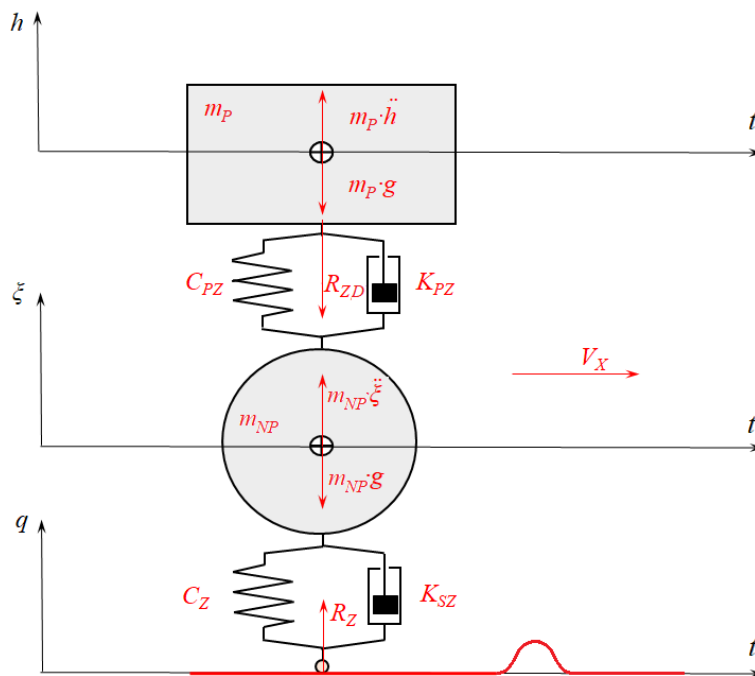 h
m_P
m_P·ḧ
t
m_P·g
C_PZ
R_ZD
K_PZ
ξ
V_X
m_NP·ξ̈
m_NP
t
m_NP·g
q
C_Z
R_Z
K_SZ
t